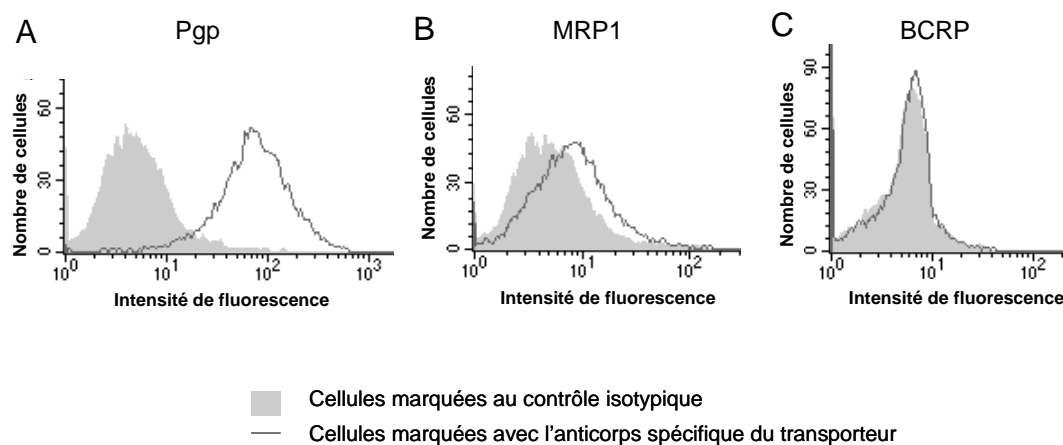 A
Pgp
Nombre de cellules
60
30
0
10^0
10^1
10^2
10^3
Intensité de fluorescence
B
MRP1
Nombre de cellules
60
30
0
10^0
10^1
10^2
Intensité de fluorescence
C
BCRP
Nombre de cellules
90
60
30
0
10^0
10^1
10^2
Intensité de fluorescence
Cellules marquées au contrôle isotypique
Cellules marquées avec l'anticorps spécifique du transporteur